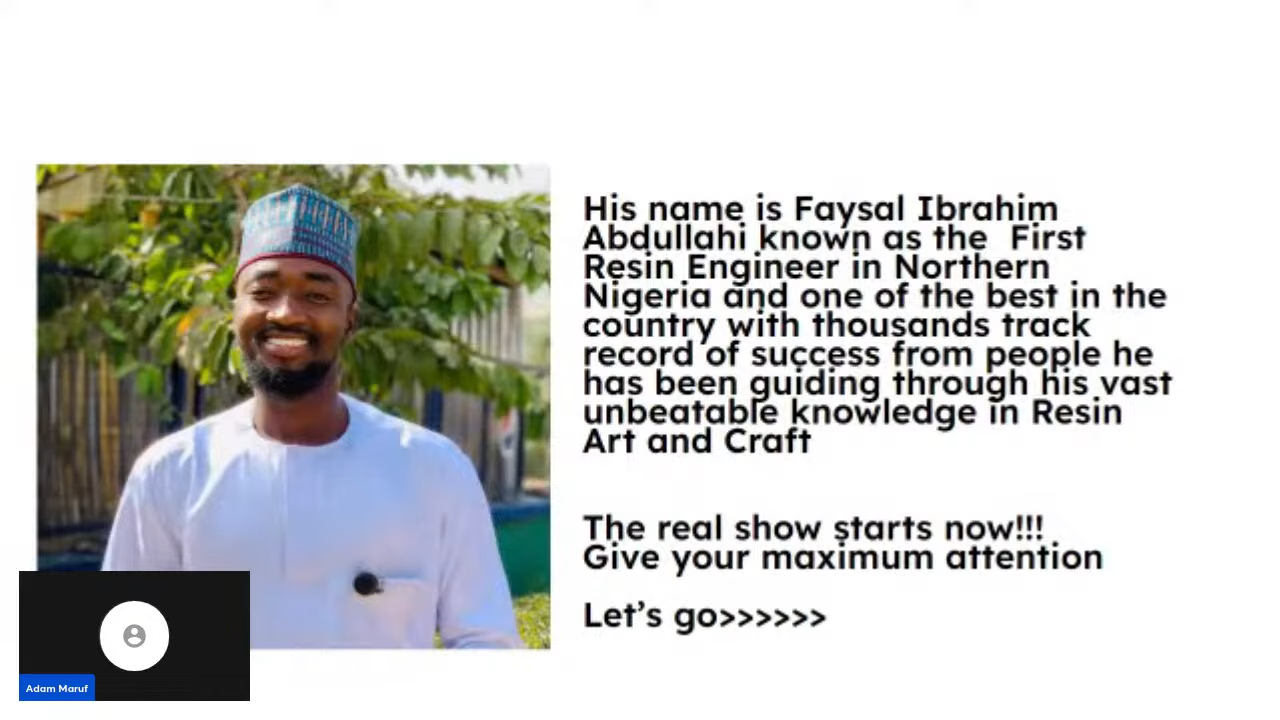 His name is Faysal Ibrahim
Abdullahi known as the  First
Resin Engineer in Northern
Nigeria and one of the best in the
country with thousands track
record of success from people he
has been guiding through his vast
unbeatable knowledge in Resin
Art and Craft
The real show starts now!!!
Give your maximum attention
Let’s go>>>>>>
Adam Maruf